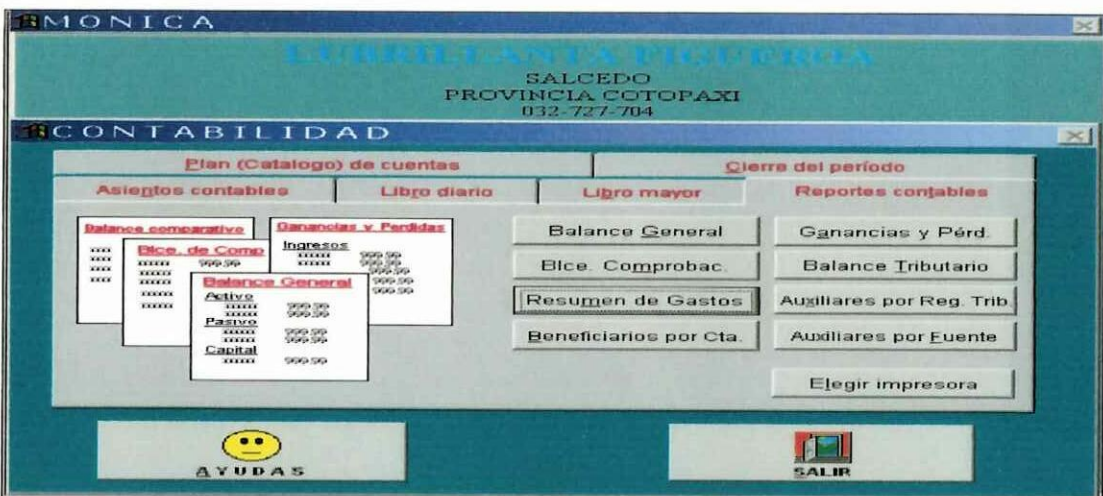 MONICA
LUBRILLANTA FIGUEROA
SALCEDO
PROVINCIA COTOPAXI
032-727-704
CONTABILIDAD
Plan (Catalogo) de cuentas
Cierre del período
Asientos contables
Libro diario
Libro mayor
Reportes contables
Balance comparativo
Ganancias y Perdidas
Ingresos
Blce. de Comp
Balance General
Activo
Pasivo
Capital
Balance General
Ganancias y Pérd.
Blce. Comprobac.
Balance Tributario
Resumen de Gastos
Auxiliares por Reg. Trib.
Beneficiarios por Cta.
Auxiliares por Fuente
Elegir impresora
AYUDAS
SALIR